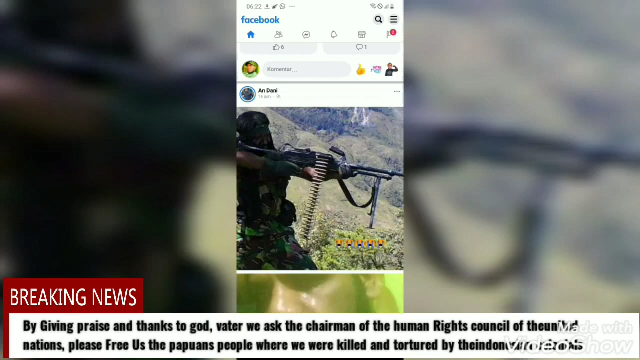 06.22
facebook
2
6
1
Komentar...
An Dani
BREAKING NEWS
By Giving praise and thanks to god, vater we ask the chairman of the human Rights council of
nations, please Free Us the papuans people where we were killed and tortured by
Made with
VideoShow